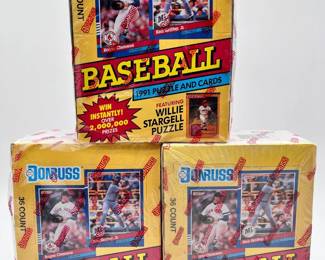 BASEBALL
1991 PUZZLE AND CARDS
WIN
INSTANTLY!
OVER
2,000,000
PRIZES
FEATURING
WILLIE
STARGELL
PUZZLE
DONRUSS
36 COUNT
DONRUSS
36 COUNT